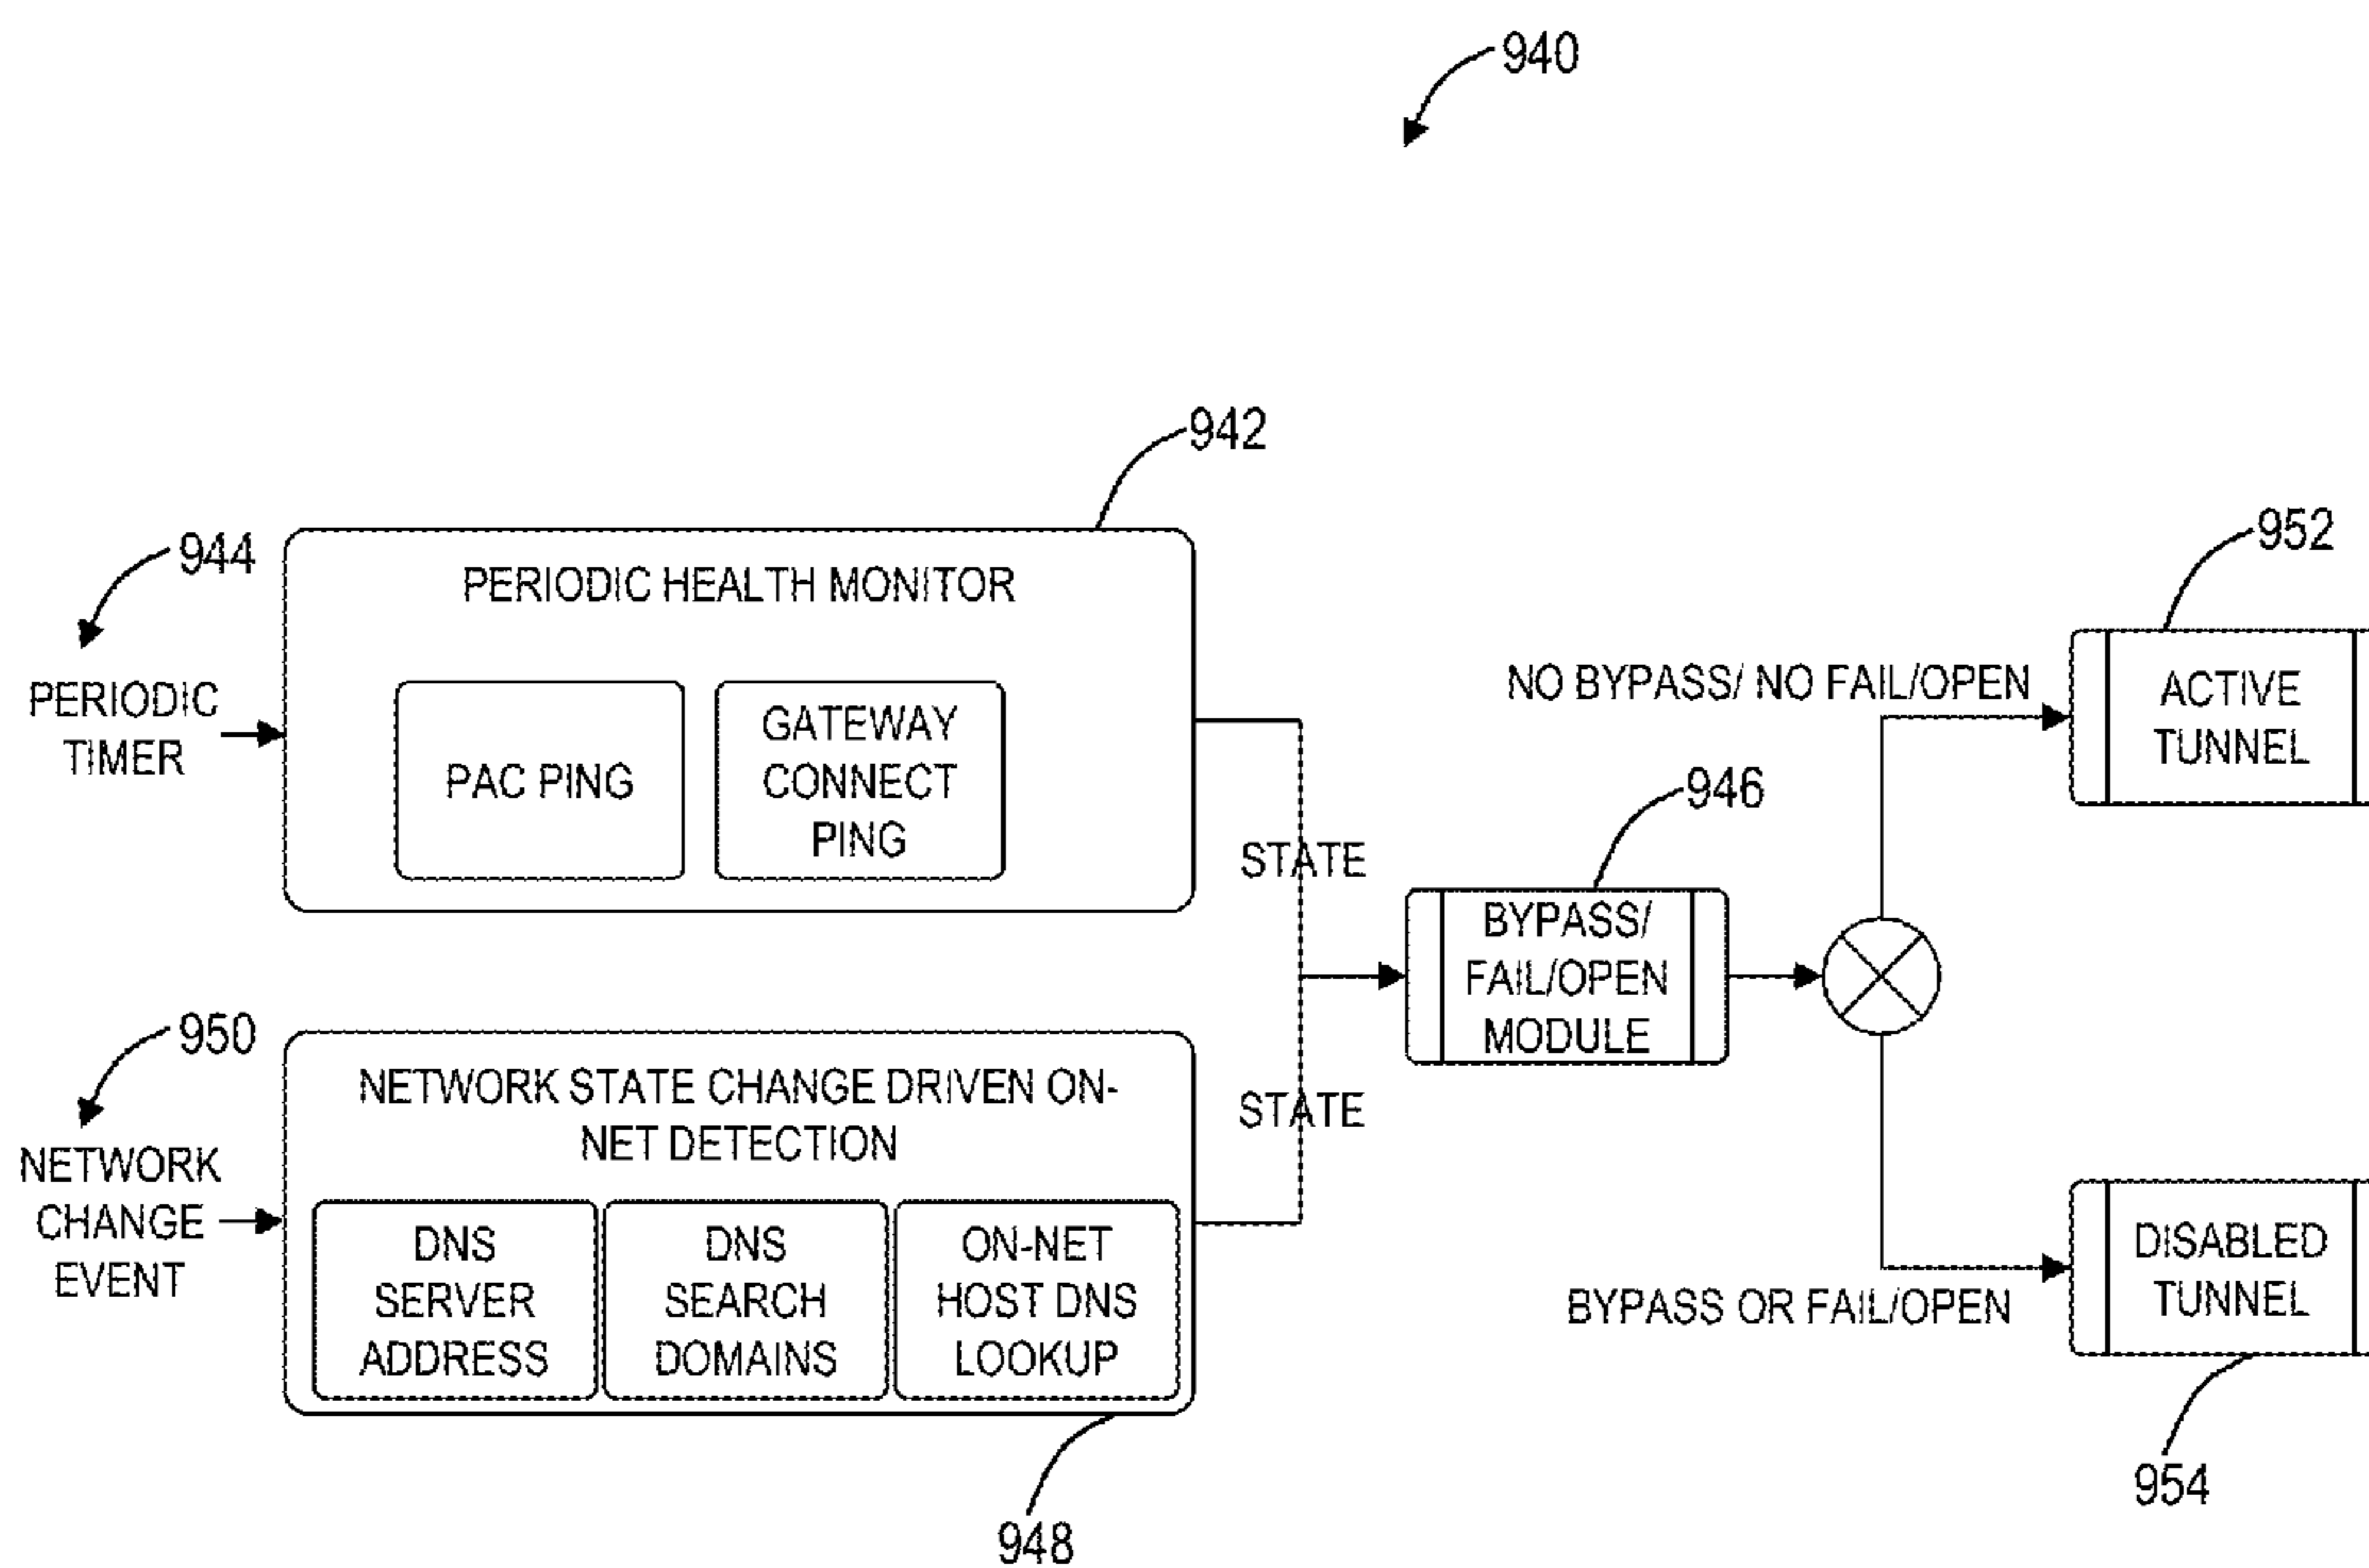 940
942
944
PERIODIC HEALTH MONITOR
PERIODIC
TIMER
PAC PING
GATEWAY
CONNECT
PING
STATE
950
NETWORK
CHANGE
EVENT
NETWORK STATE CHANGE DRIVEN ON-
NET DETECTION
DNS
SERVER
ADDRESS
DNS
SEARCH
DOMAINS
ON-NET
HOST DNS
LOOKUP
948
STATE
946
BYPASS/
FAIL/OPEN
MODULE
NO BYPASS/ NO FAIL/OPEN
952
ACTIVE
TUNNEL
BYPASS OR FAIL/OPEN
DISABLED
TUNNEL
954